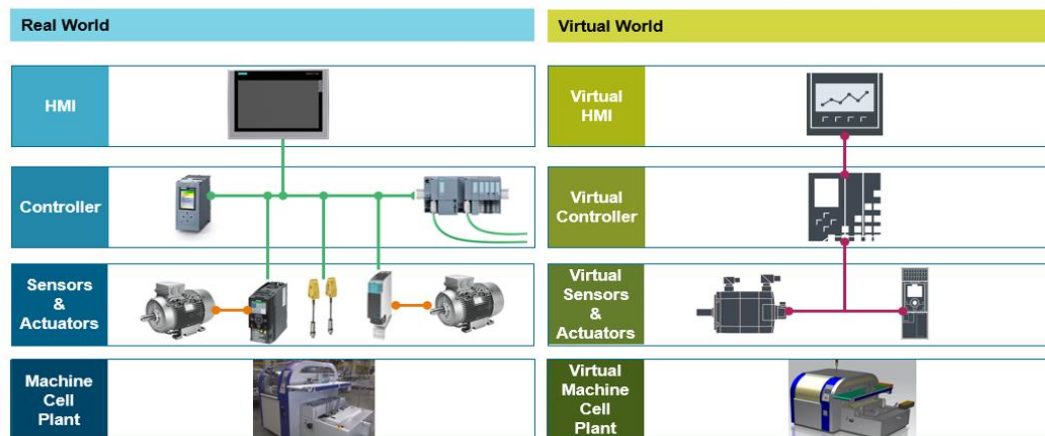 Real World
Virtual World
HMI
Virtual
HMI
Controller
Virtual
Controller
Sensors
&
Actuators
Virtual
Sensors
&
Actuators
Machine
Cell
Plant
Virtual
Machine
Cell
Plant